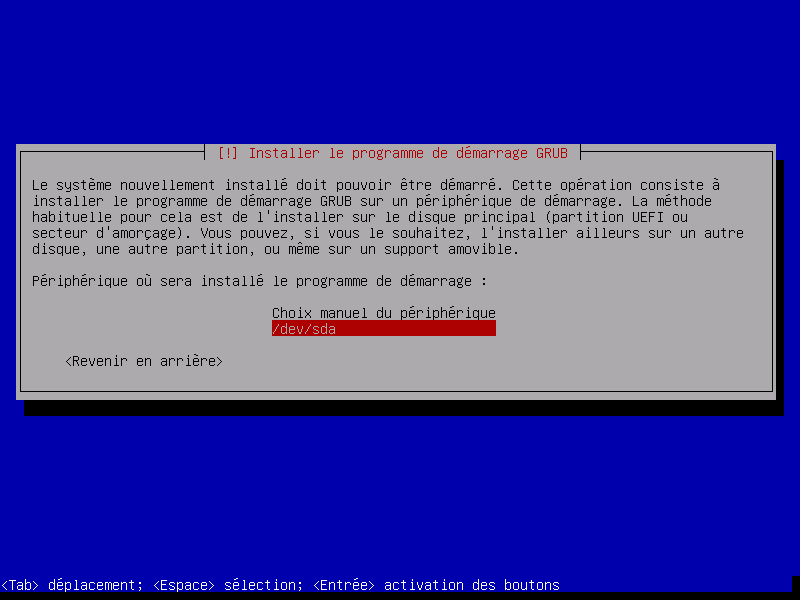 [!] Installer le programme de démarrage GRUB
Le système nouvellement installé doit pouvoir être démarré. Cette opération consiste à
installer le programme de démarrage GRUB sur un périphérique de démarrage. La méthode
habituelle pour cela est de l'installer sur le disque principal (partition UEFI ou
secteur d'amorçage). Vous pouvez, si vous le souhaitez, l'installer ailleurs sur un autre
disque, une autre partition, ou même sur un support amovible.
Périphérique où sera installé le programme de démarrage :
Choix manuel du périphérique
/dev/sda
<Revenir en arrière>
<Tab> déplacement; <Espace> sélection; <Entrée> activation des boutons